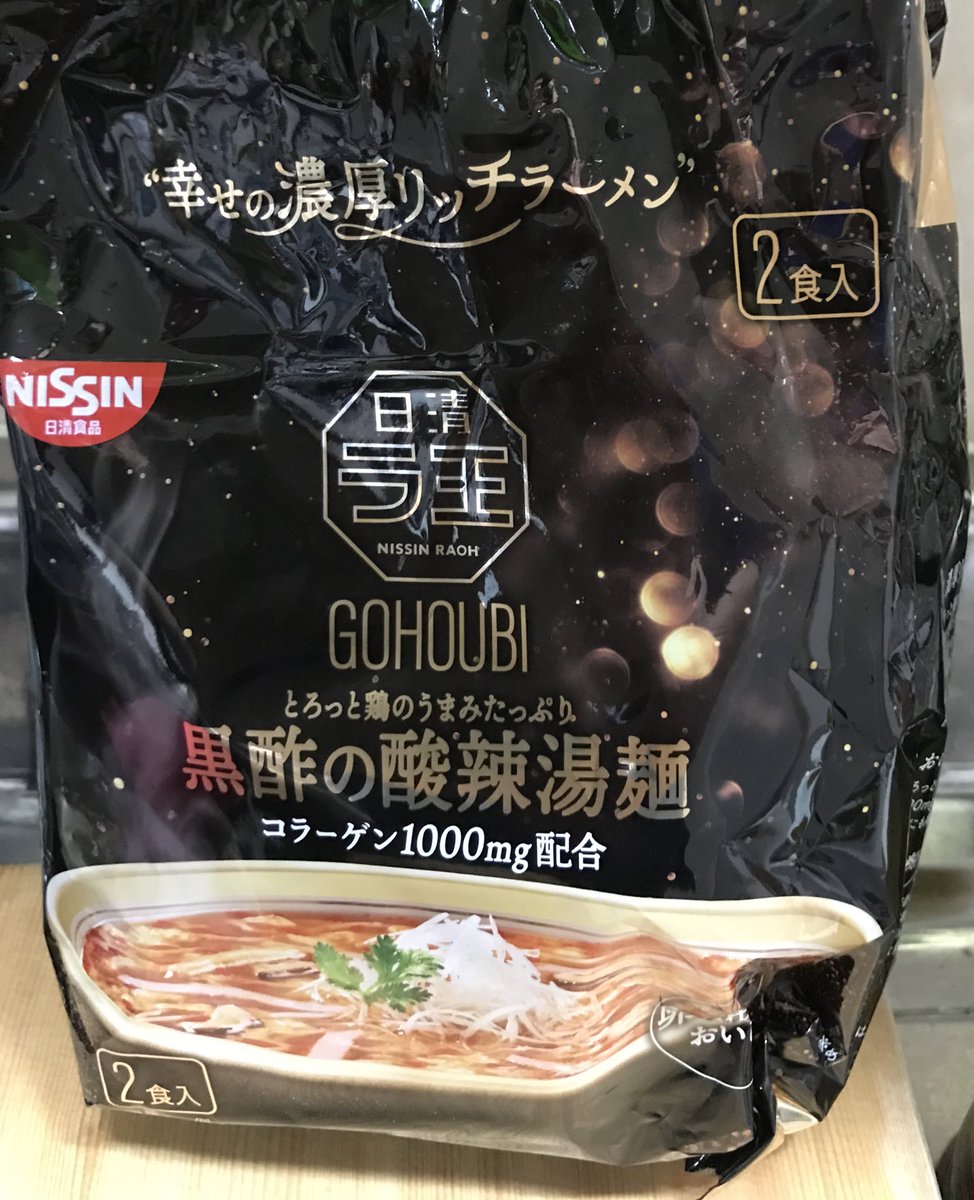 “幸せの濃厚リッチラーメン”
2食入
NISSIN
日清食品
日清
ラ王
NISSIN RAOH
GOHOUBI
とろっと鶏のうまみたっぷり
黒酢の酸辣湯麺
コラーゲン1000mg配合
おい
2食入